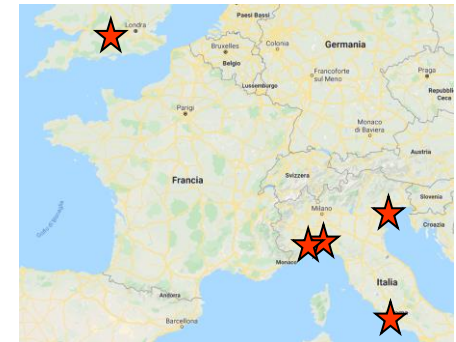 Paesi Bassi
Londra
Bruxelles
Colonia
Germania
Belgio
Francoforte
sul Meno
Praga
Lussemburgo
Repubbli
Ceca
Parigi
Monaco
di Baviera
Austria
Svizzera
Francia
Slovenia
Milano
Croazia
Golfo di Biscaglia
Monaco
Italia
Andorra
Barcellona